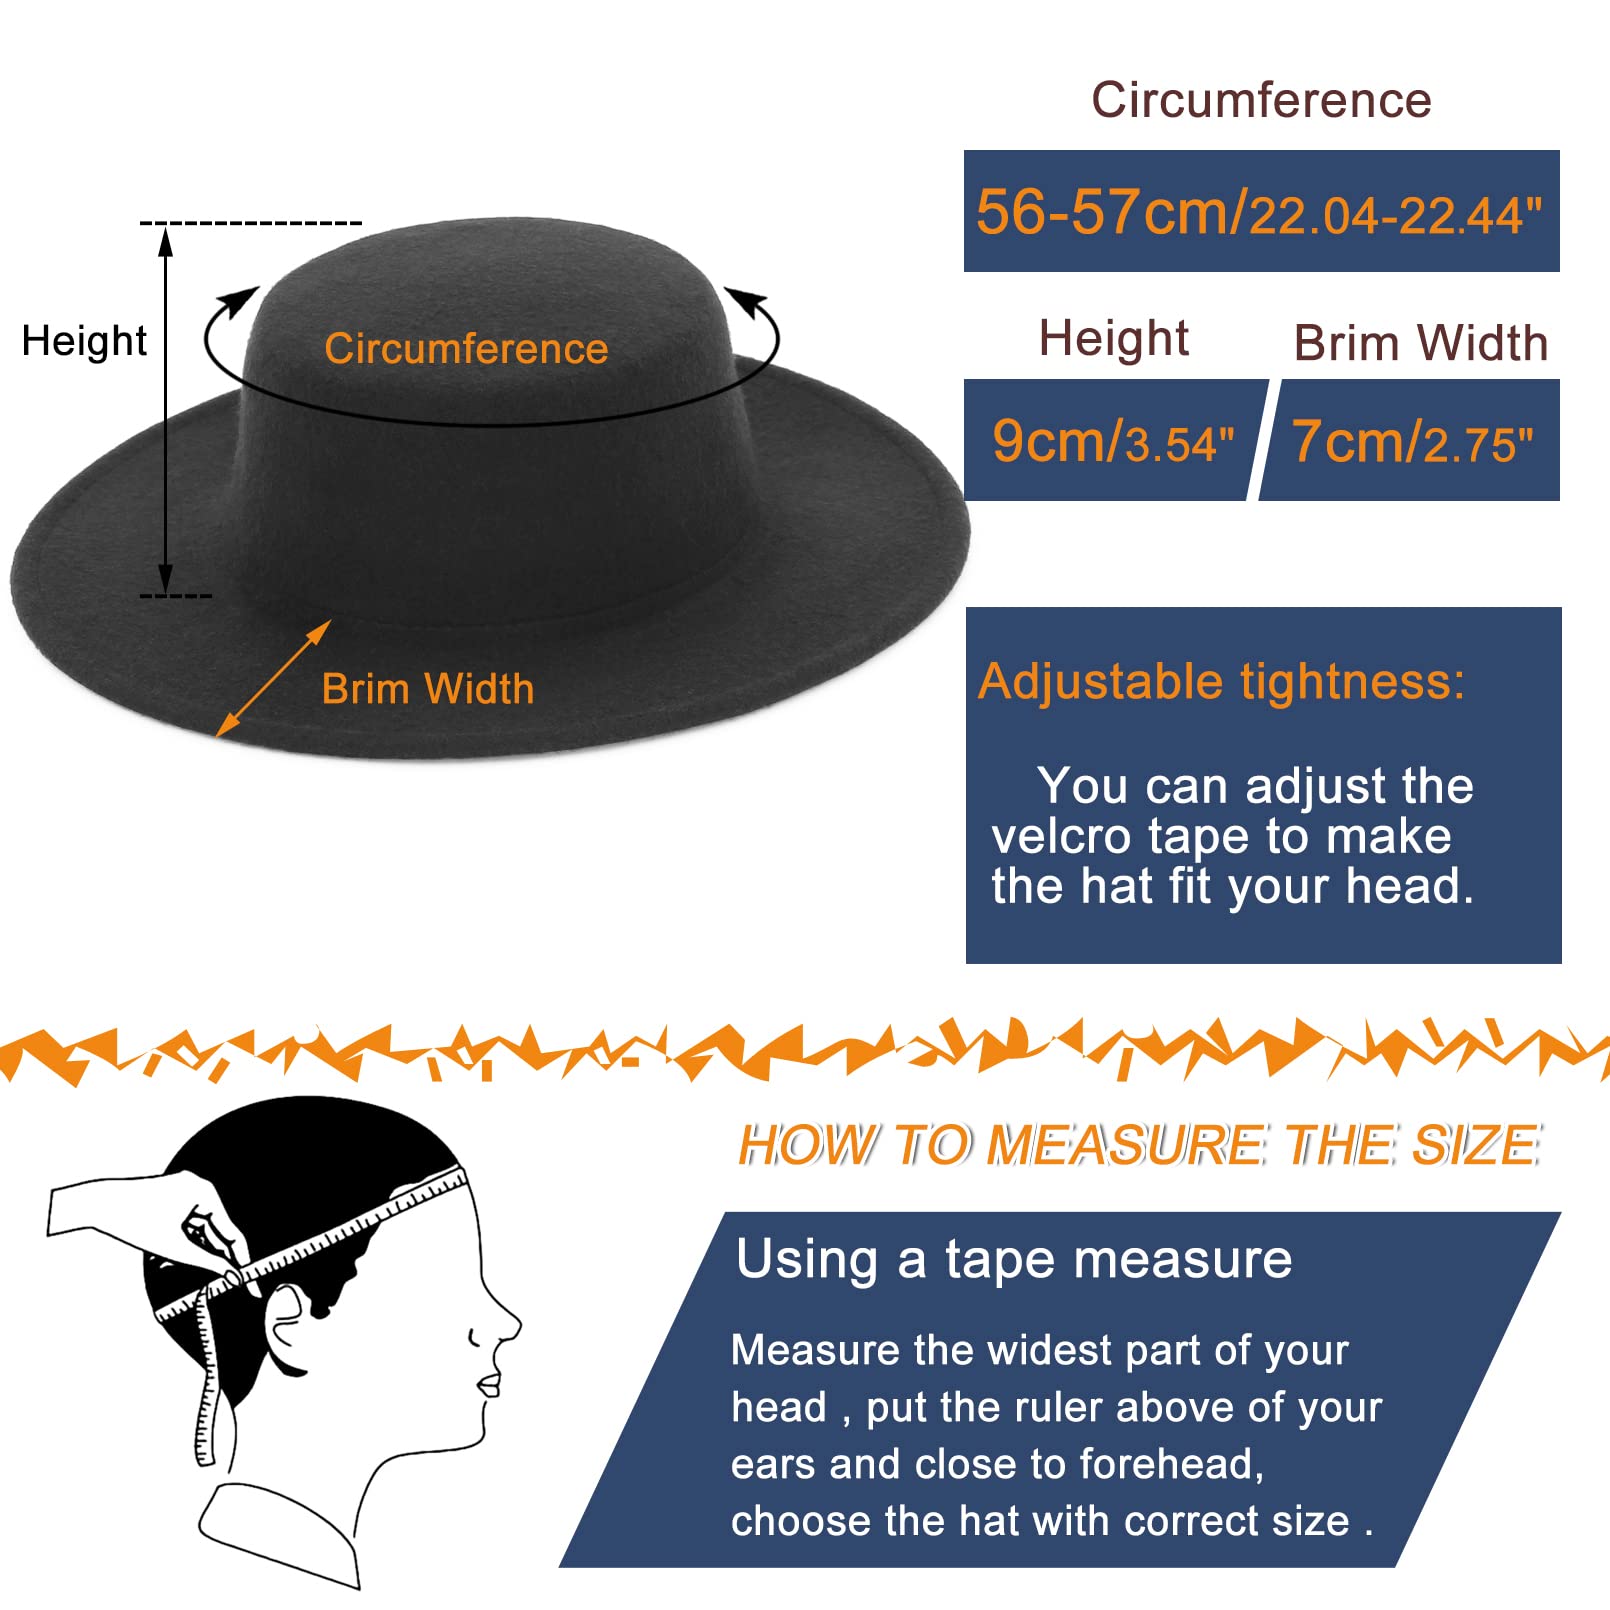 Circumference
56-57cm/22.04-22.44"
Height
Brim Width
9cm/3.54"
7cm/2.75"
Height
Circumference
Brim Width
Adjustable tightness:
You can adjust the
velcro tape to make
the hat fit your head.
HOW TO MEASURE THE SIZE
Using a tape measure
Measure the widest part of your
head , put the ruler above of your
ears and close to forehead,
choose the hat with correct size .